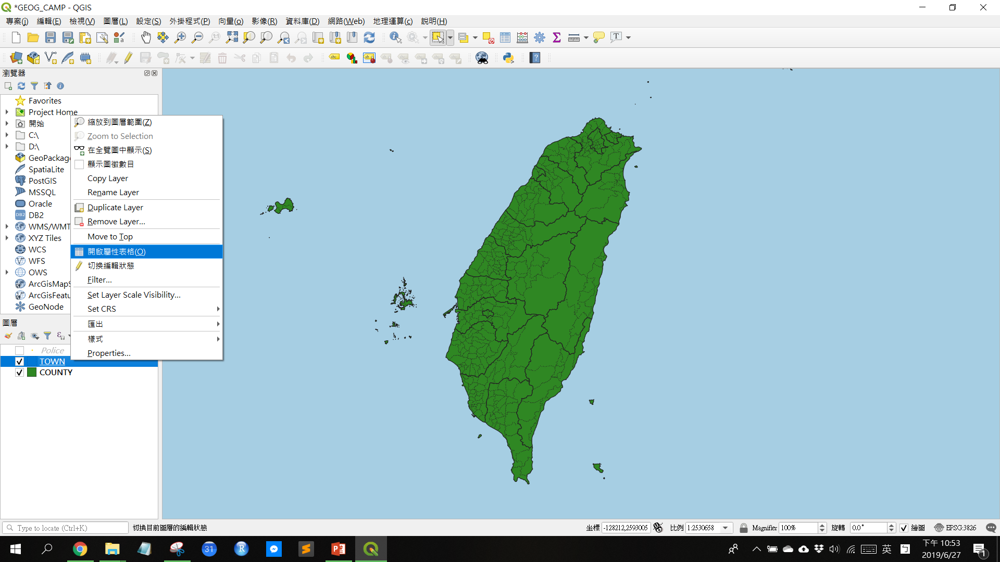 *GEOG_CAMP - QGIS
專案(j) 編輯(E) 檢視(V) 圖層(L) 設定(S) 外掛程式(P) 向量(o) 影像(R) 資料庫(D) 網路(Web) 地理運算(c) 說明(H)
瀏覽器
Favorites
Project Home
開始
C:\
D:\
GeoPackage
SpatiaLite
PostGIS
MSSQL
Oracle
DB2
WMS/WMT
XYZ Tiles
WCS
WFS
OWS
ArcGisMapS
ArcGisFeatu
GeoNode
縮放到圖層範圍(Z)
Zoom to Selection
在全覽圖中顯示(S)
顯示圖徵數目
Copy Layer
Rename Layer
Duplicate Layer
Remove Layer...
Move to Top
開啟屬性表格(O)
切換編輯狀態
Filter...
Set Layer Scale Visibility...
Set CRS
匯出
樣式
Properties...
圖層
Police
TOWN
COUNTY
Type to locate (Ctrl+K) 切換目前圖層的編輯狀態 坐標 -128212,2593005 比例 1:2530658 Magnifier 100% 旋轉 0.0° 繪圖 EPSG:3826
英 下午 10:53
2019/6/27
31
1